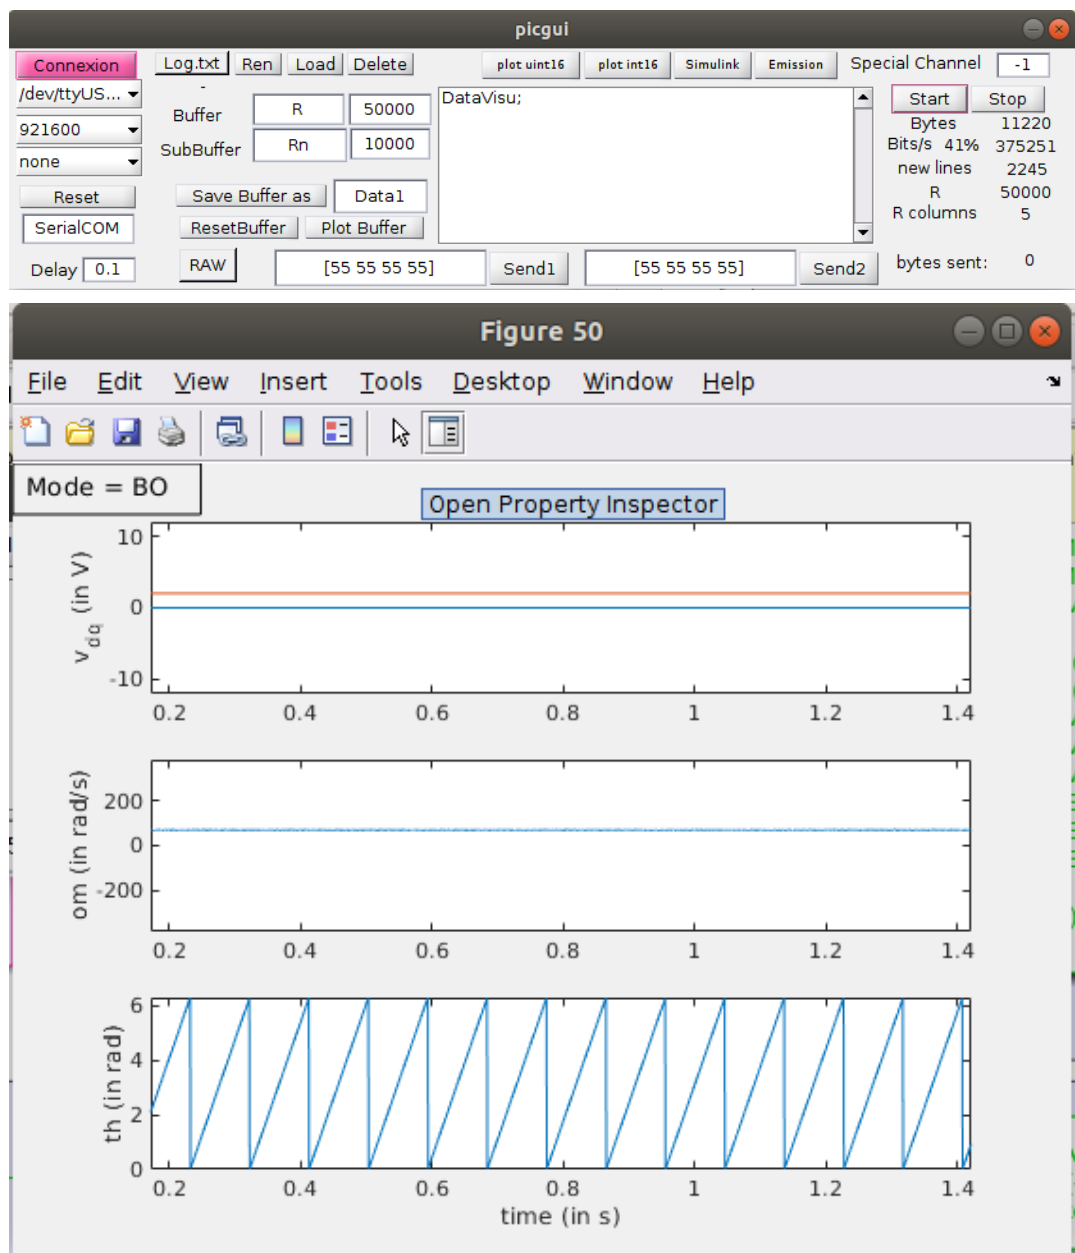 picgui
Connexion Log.txt Ren Load Delete plot uint16 plot int16 Simulink Emission Special Channel -1
/dev/ttyUS...
-
Buffer R 50000 DataVisu; Start Stop
921600 Bytes 11220
SubBuffer Rn 10000 Bits/s 41% 375251
none new lines 2245
Reset Save Buffer as Data1 R 50000
SerialCOM ResetBuffer Plot Buffer R columns 5
Delay 0.1 RAW [55 55 55 55] Send1 [55 55 55 55] Send2 bytes sent: 0
Figure 50
File Edit View Insert Tools Desktop Window Help
Mode = BO
Open Property Inspector
v_dq (in V)
10
0
-10
0.2 0.4 0.6 0.8 1 1.2 1.4
om (in rad/s)
200
0
-200
0.2 0.4 0.6 0.8 1 1.2 1.4
th (in rad)
6
4
2
0
0.2 0.4 0.6 0.8 1 1.2 1.4
time (in s)